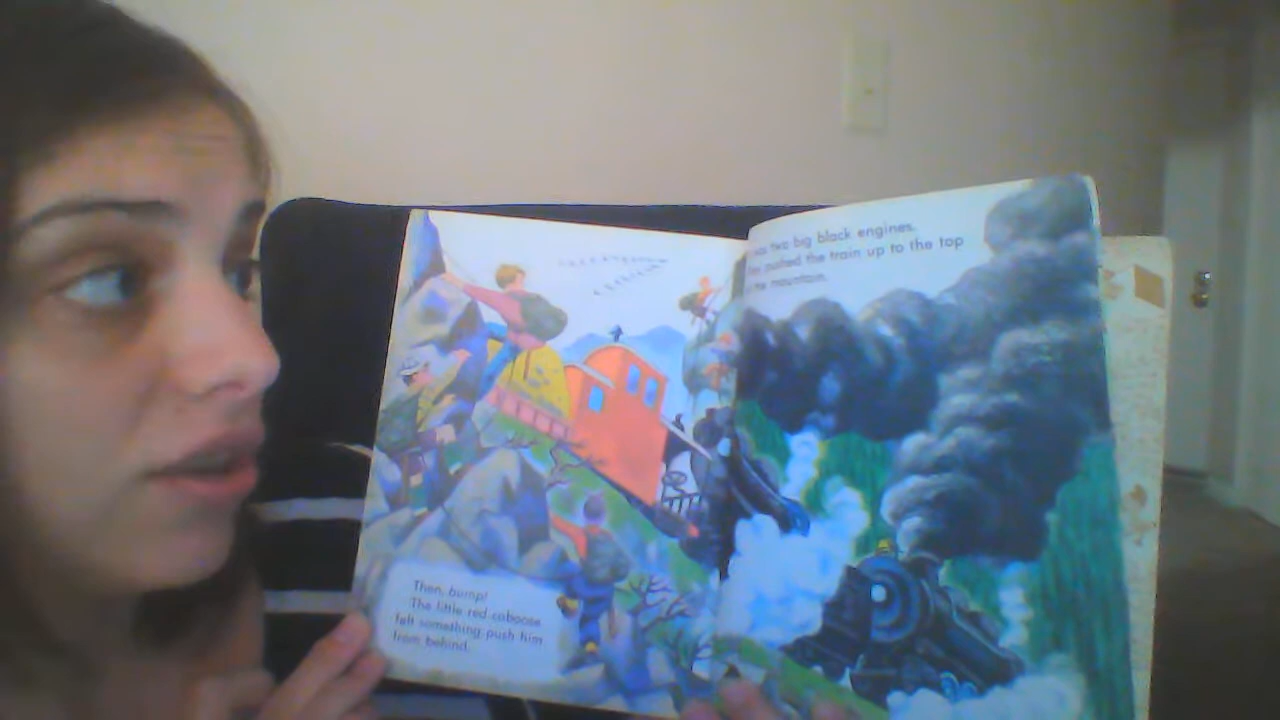 Then, bump!
The little red caboose
felt something push him
from behind.
two big black engines.
pushed the train up to the top
mountain.